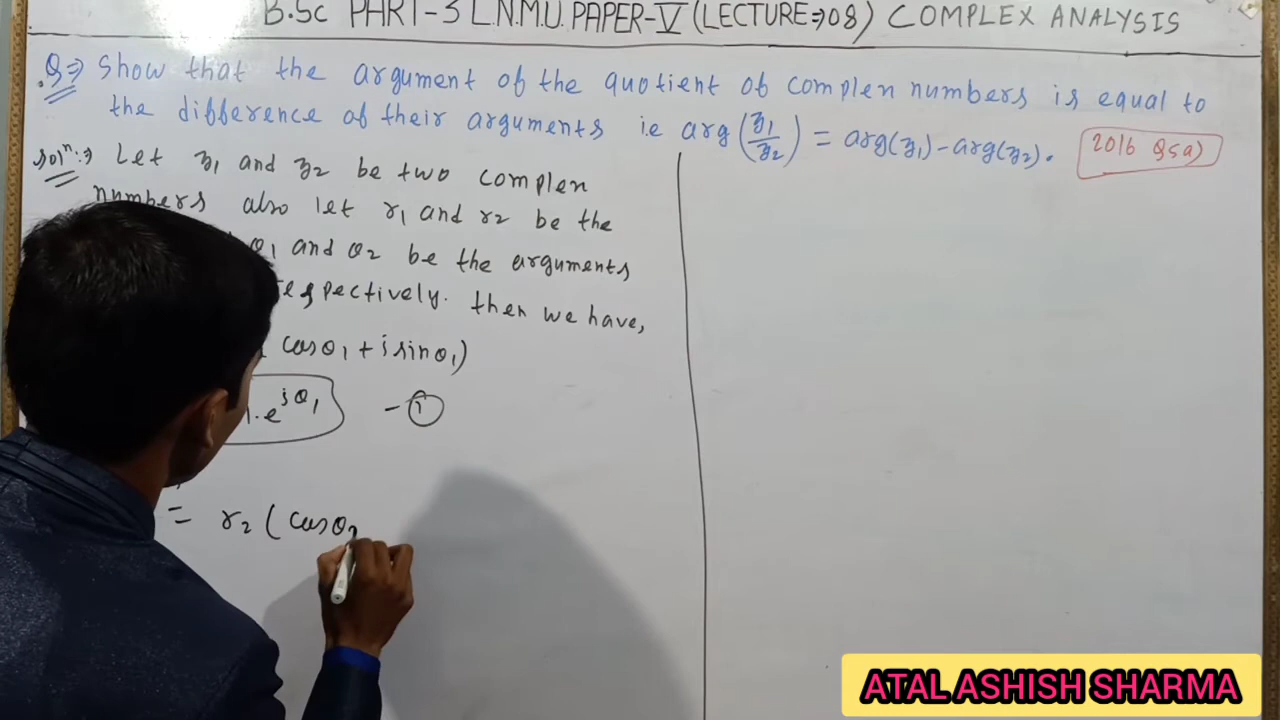 B.Sc PART-3 L.N.M.U. PAPER-V (LECTURE⇒08) COMPLEX ANALYSIS
Q⇒ Show that the argument of the quotient of complen numbers is equal to
the difference of their arguments ie arg(z1/z2) = arg(z1) - arg(z2).
2016 Q5a)
Solⁿ:⇒ Let z1 and z2 be two complen
numbers also let r1 and r2 be the
θ1 and θ2 be the arguments
respectively. then we have,
cosθ1 + i sinθ1)
. e^iθ1 - ①
= r2 ( cosθ2
ATAL ASHISH SHARMA